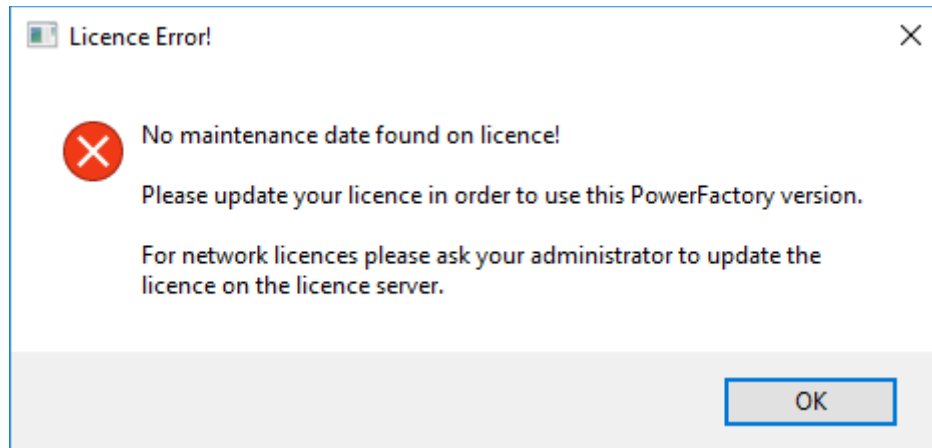 Licence Error!
No maintenance date found on licence!
Please update your licence in order to use this PowerFactory version.
For network licences please ask your administrator to update the
licence on the licence server.
OK